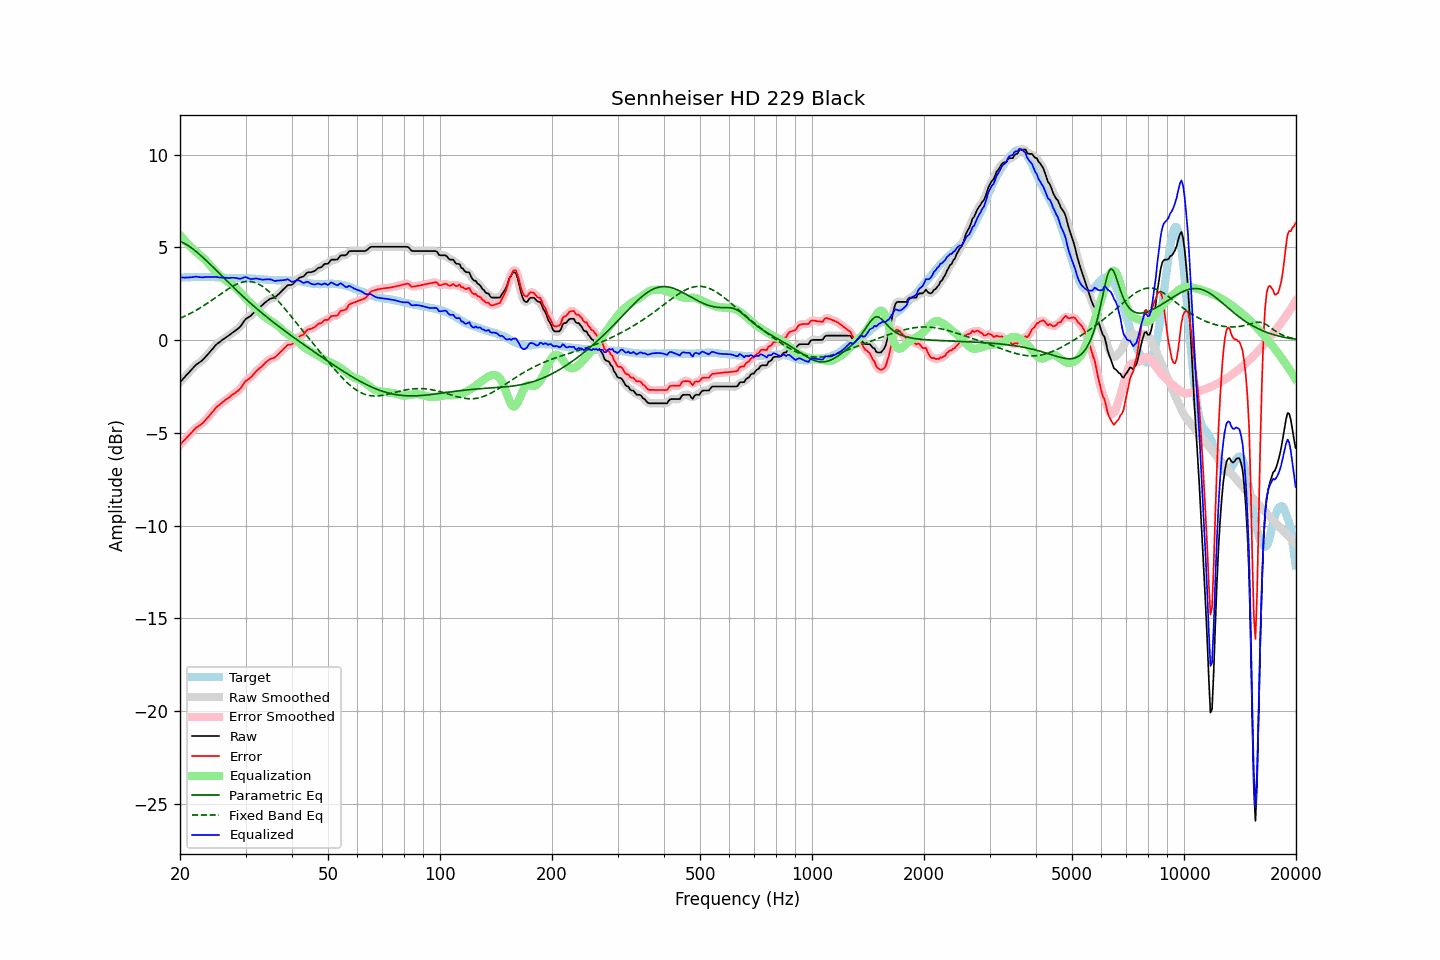 Sennheiser HD 229 Black
Amplitude (dBr)
10
5
0
−5
−10
−15
−20
−25
Target
Raw Smoothed
Error Smoothed
Raw
Error
Equalization
Parametric Eq
Fixed Band Eq
Equalized
20 50 100 200 500 1000 2000 5000 10000 20000
Frequency (Hz)